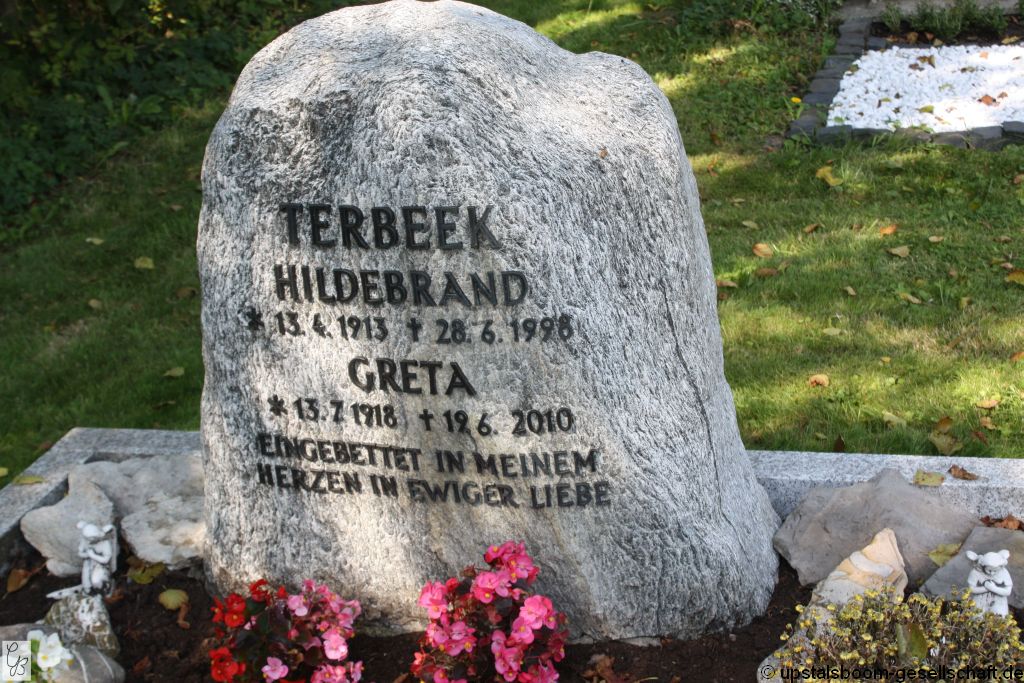 TERBEEK
HILDEBRAND
* 13. 4. 1913 † 28. 6. 1998
GRETA
* 13. 7. 1918 † 19. 6. 2010
EINGEBETTET IN MEINEM
HERZEN IN EWIGER LIEBE
GB
© upstalsboom-gesellschaft.de